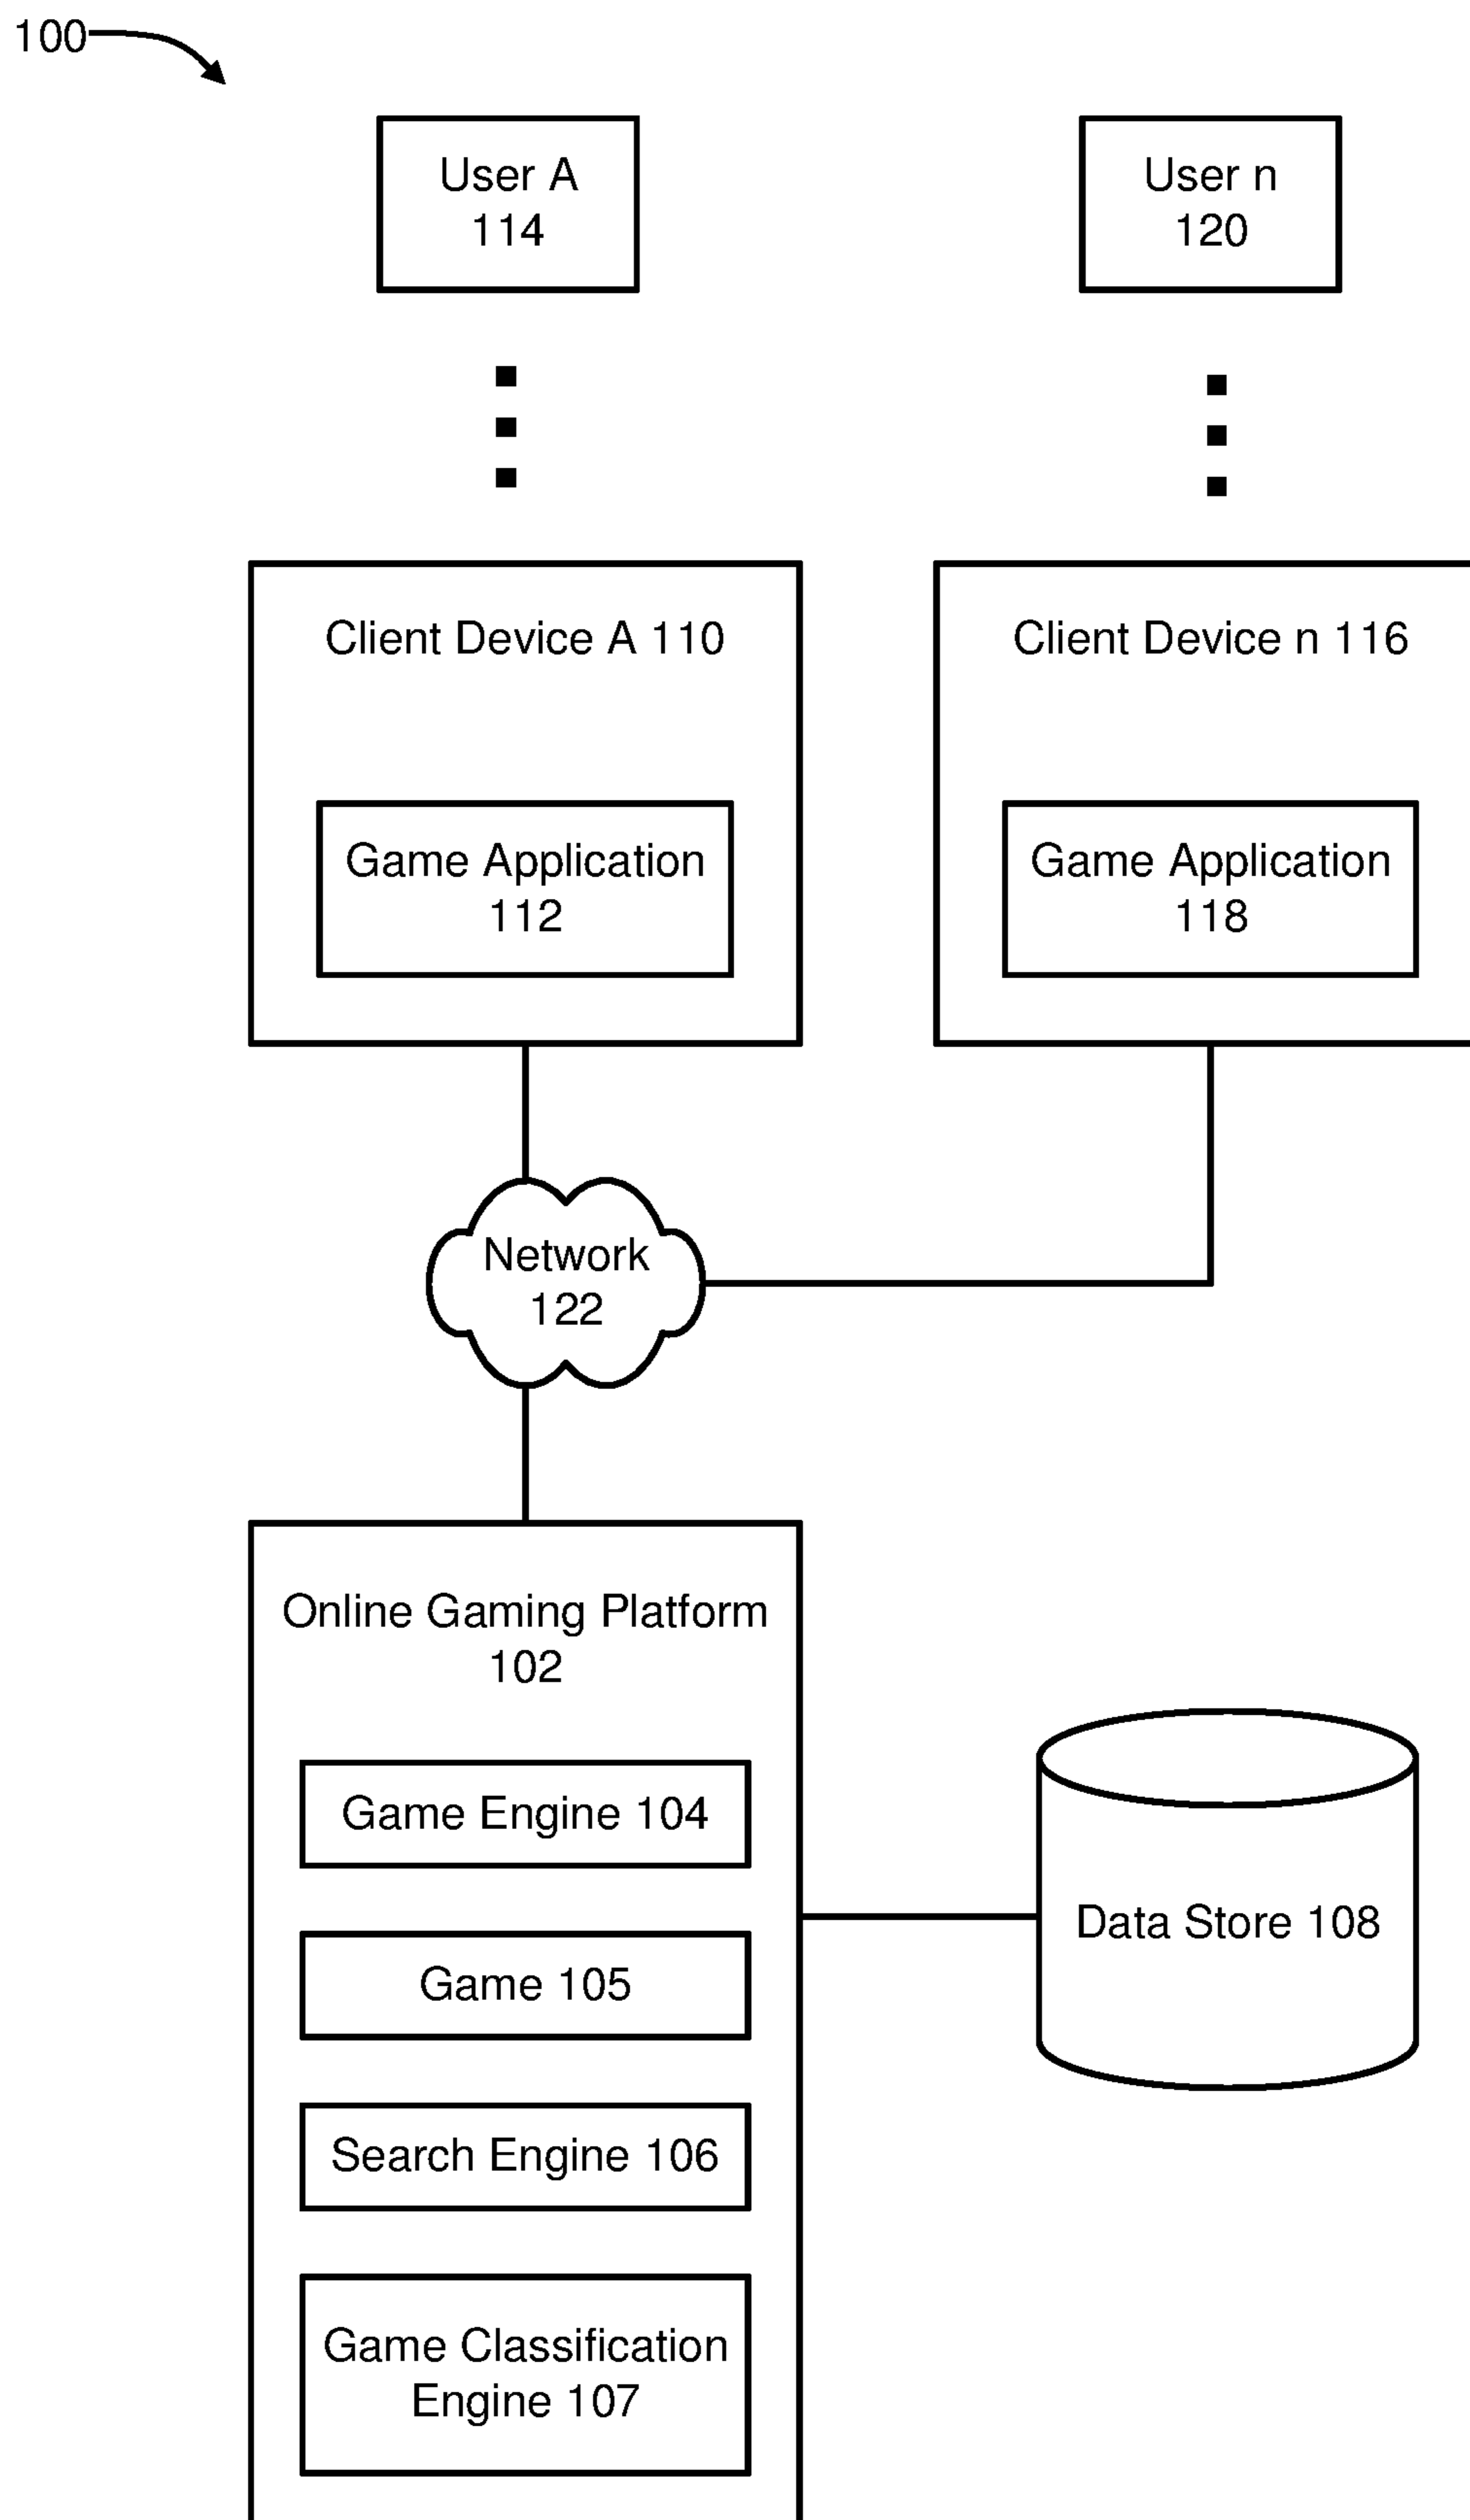 100
User A
114
User n
120
Client Device A 110
Client Device n 116
Game Application
112
Game Application
118
Network
122
Online Gaming Platform
102
Game Engine 104
Data Store 108
Game 105
Search Engine 106
Game Classification
Engine 107